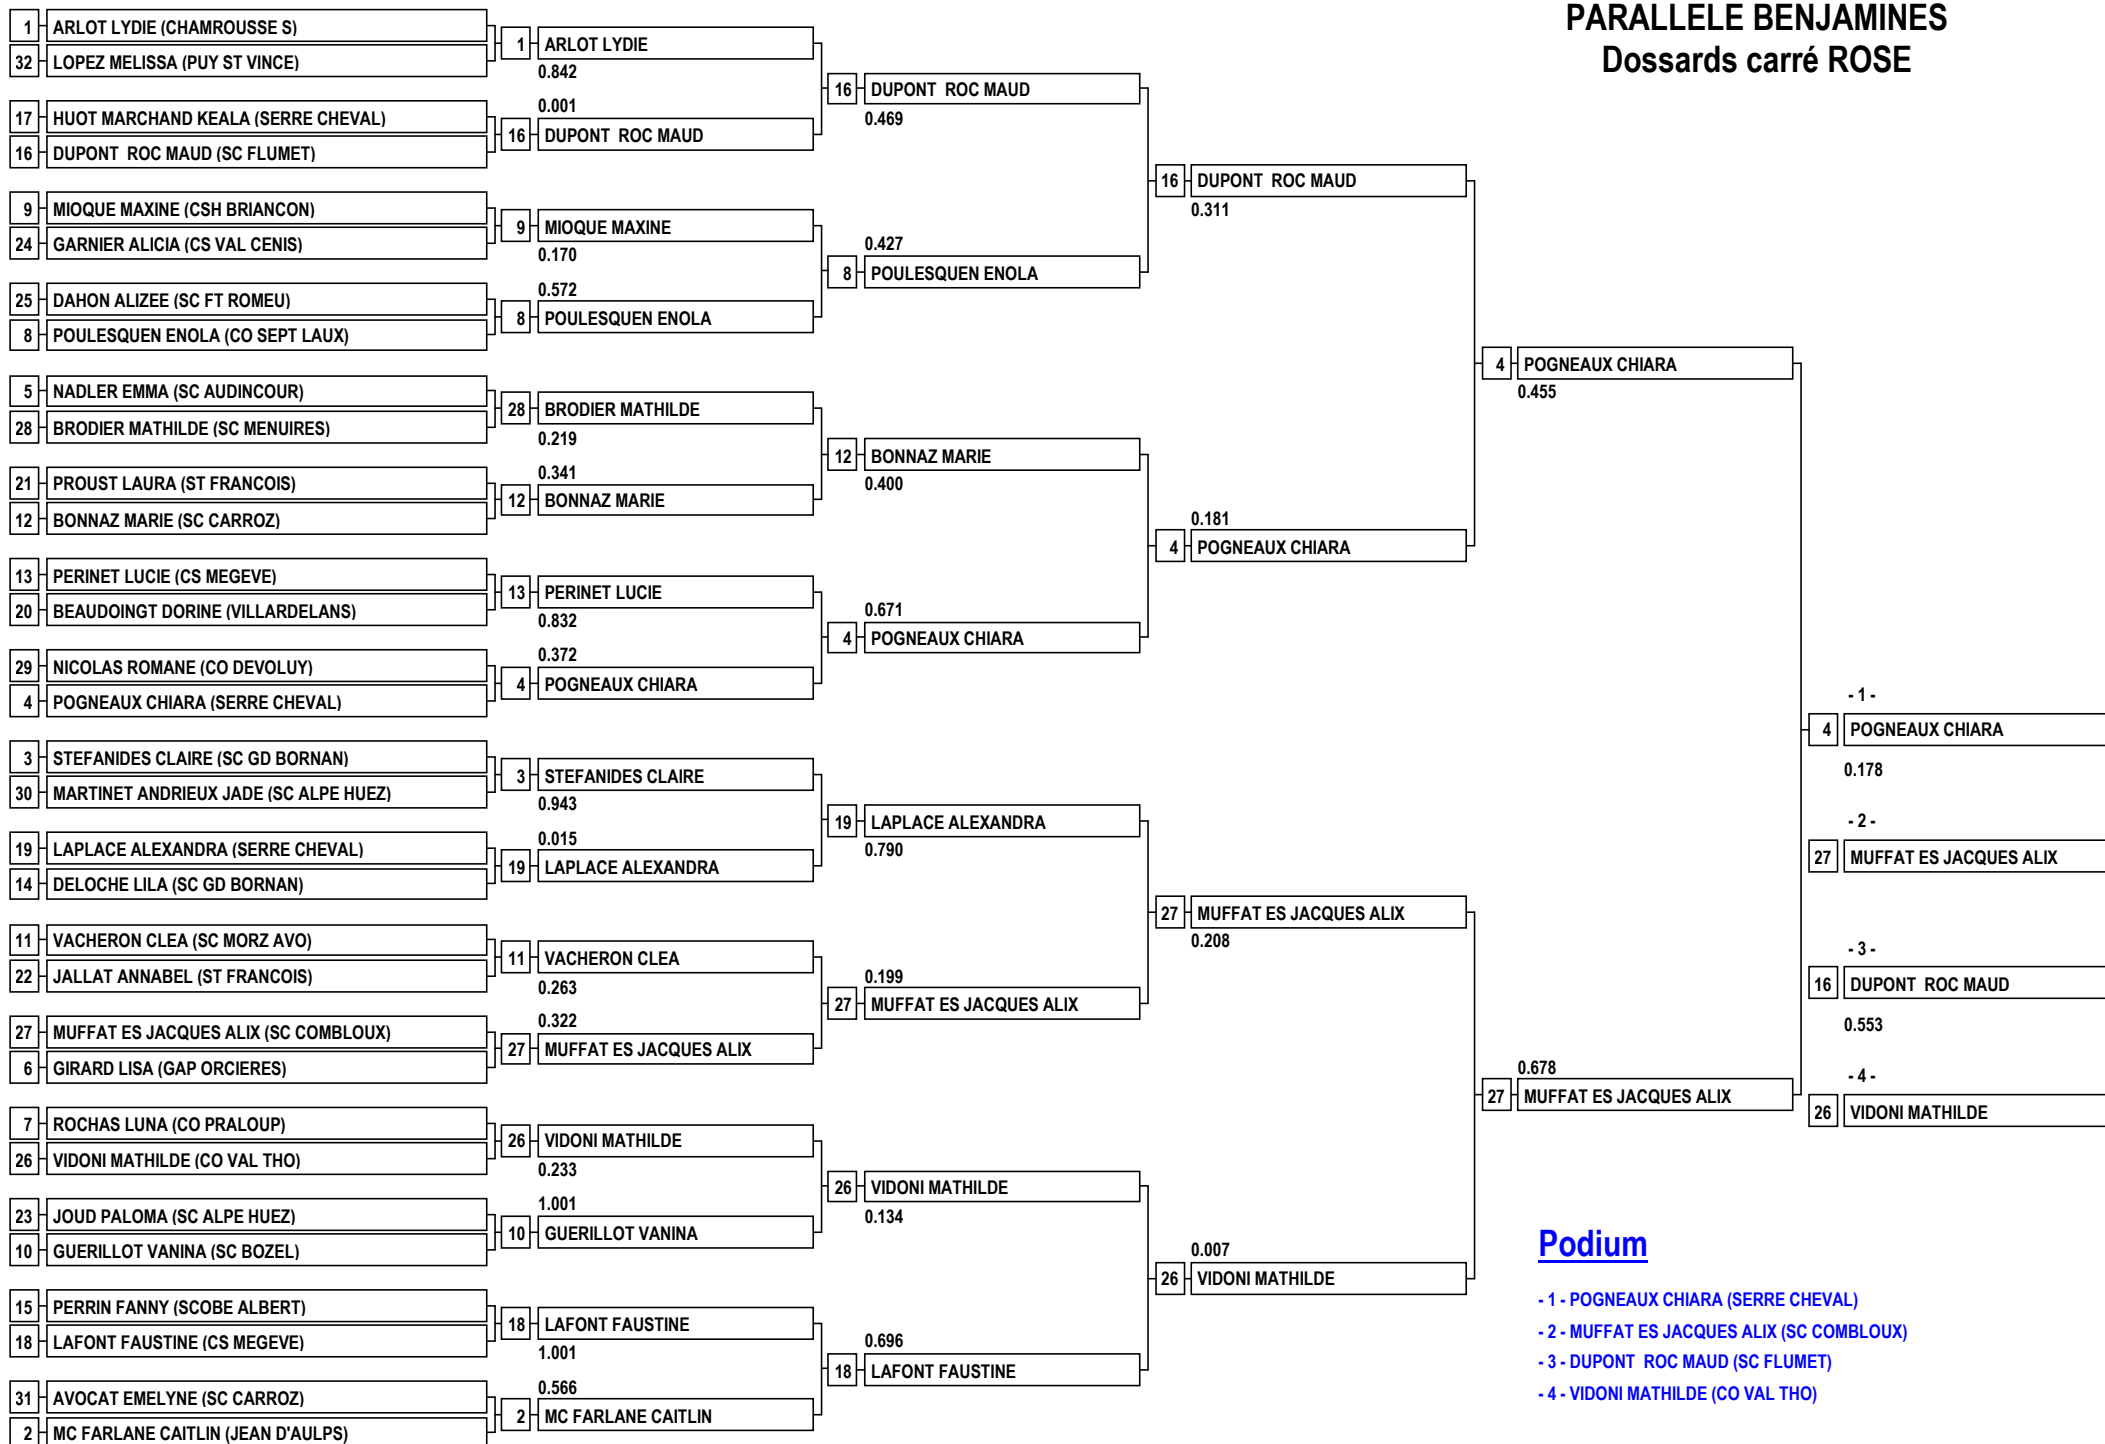 PARALLELE BENJAMINES
Dossards carré ROSE
1 ARLOT LYDIE (CHAMROUSSE S)
32 LOPEZ MELISSA (PUY ST VINCE)
17 HUOT MARCHAND KEALA (SERRE CHEVAL)
16 DUPONT ROC MAUD (SC FLUMET)
9 MIOQUE MAXINE (CSH BRIANCON)
24 GARNIER ALICIA (CS VAL CENIS)
25 DAHON ALIZEE (SC FT ROMEU)
8 POULESQUEN ENOLA (CO SEPT LAUX)
5 NADLER EMMA (SC AUDINCOUR)
28 BRODIER MATHILDE (SC MENUIRES)
21 PROUST LAURA (ST FRANCOIS)
12 BONNAZ MARIE (SC CARROZ)
13 PERINET LUCIE (CS MEGEVE)
20 BEAUDOINGT DORINE (VILLARDELANS)
29 NICOLAS ROMANE (CO DEVOLUY)
4 POGNEAUX CHIARA (SERRE CHEVAL)
3 STEFANIDES CLAIRE (SC GD BORNAN)
30 MARTINET ANDRIEUX JADE (SC ALPE HUEZ)
19 LAPLACE ALEXANDRA (SERRE CHEVAL)
14 DELOCHE LILA (SC GD BORNAN)
11 VACHERON CLEA (SC MORZ AVO)
22 JALLAT ANNABEL (ST FRANCOIS)
27 MUFFAT ES JACQUES ALIX (SC COMBLOUX)
6 GIRARD LISA (GAP ORCIERES)
7 ROCHAS LUNA (CO PRALOUP)
26 VIDONI MATHILDE (CO VAL THO)
23 JOUD PALOMA (SC ALPE HUEZ)
10 GUERILLOT VANINA (SC BOZEL)
15 PERRIN FANNY (SCOBE ALBERT)
18 LAFONT FAUSTINE (CS MEGEVE)
31 AVOCAT EMELYNE (SC CARROZ)
2 MC FARLANE CAITLIN (JEAN D'AULPS)
1 ARLOT LYDIE
0.842
0.001
16 DUPONT ROC MAUD
9 MIOQUE MAXINE
0.170
0.572
8 POULESQUEN ENOLA
28 BRODIER MATHILDE
0.219
0.341
12 BONNAZ MARIE
13 PERINET LUCIE
0.832
0.372
4 POGNEAUX CHIARA
3 STEFANIDES CLAIRE
0.943
0.015
19 LAPLACE ALEXANDRA
11 VACHERON CLEA
0.263
0.322
27 MUFFAT ES JACQUES ALIX
26 VIDONI MATHILDE
0.233
1.001
10 GUERILLOT VANINA
18 LAFONT FAUSTINE
1.001
0.566
2 MC FARLANE CAITLIN
16 DUPONT ROC MAUD
0.469
0.427
8 POULESQUEN ENOLA
12 BONNAZ MARIE
0.400
0.671
4 POGNEAUX CHIARA
19 LAPLACE ALEXANDRA
0.790
0.199
27 MUFFAT ES JACQUES ALIX
26 VIDONI MATHILDE
0.134
0.696
18 LAFONT FAUSTINE
16 DUPONT ROC MAUD
0.311
0.181
4 POGNEAUX CHIARA
27 MUFFAT ES JACQUES ALIX
0.208
0.007
26 VIDONI MATHILDE
4 POGNEAUX CHIARA
0.455
0.678
27 MUFFAT ES JACQUES ALIX
- 1 -
4 POGNEAUX CHIARA
0.178
- 2 -
27 MUFFAT ES JACQUES ALIX
- 3 -
16 DUPONT ROC MAUD
0.553
- 4 -
26 VIDONI MATHILDE
Podium
- 1 - POGNEAUX CHIARA (SERRE CHEVAL)
- 2 - MUFFAT ES JACQUES ALIX (SC COMBLOUX)
- 3 - DUPONT ROC MAUD (SC FLUMET)
- 4 - VIDONI MATHILDE (CO VAL THO)